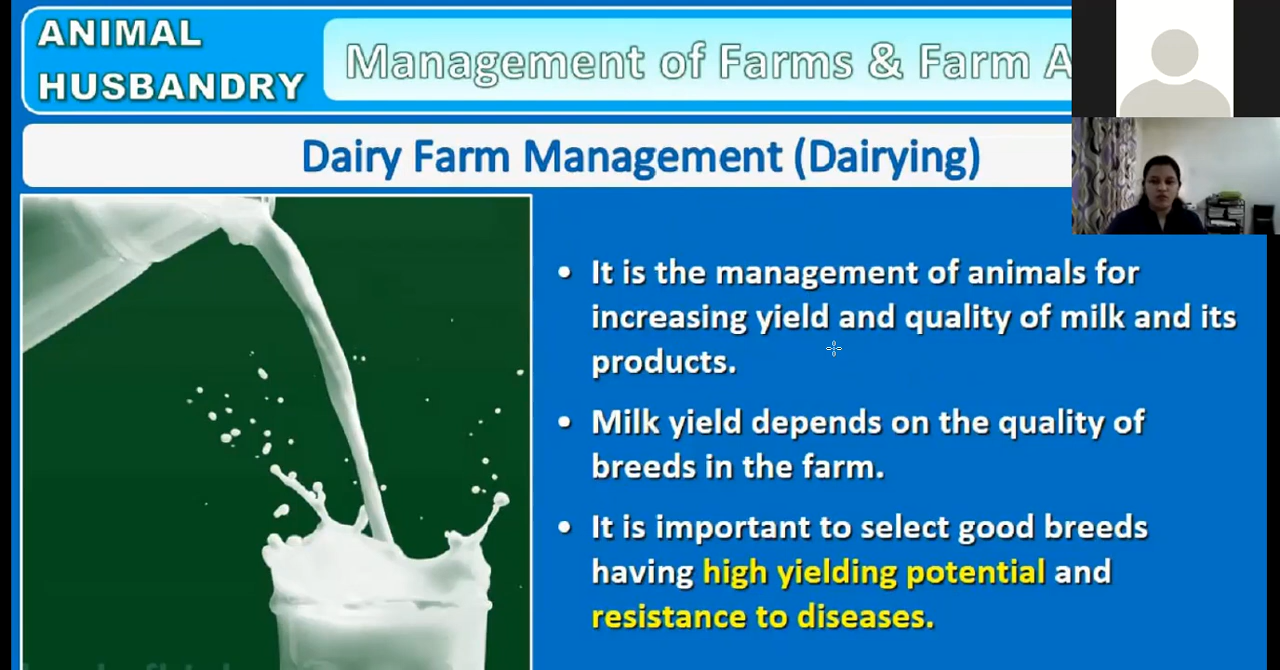 ANIMAL
HUSBANDRY
Management of Farms & Farm A
Dairy Farm Management (Dairying)
• It is the management of animals for
increasing yield and quality of milk and its
products.
• Milk yield depends on the quality of
breeds in the farm.
• It is important to select good breeds
having high yielding potential and
resistance to diseases.